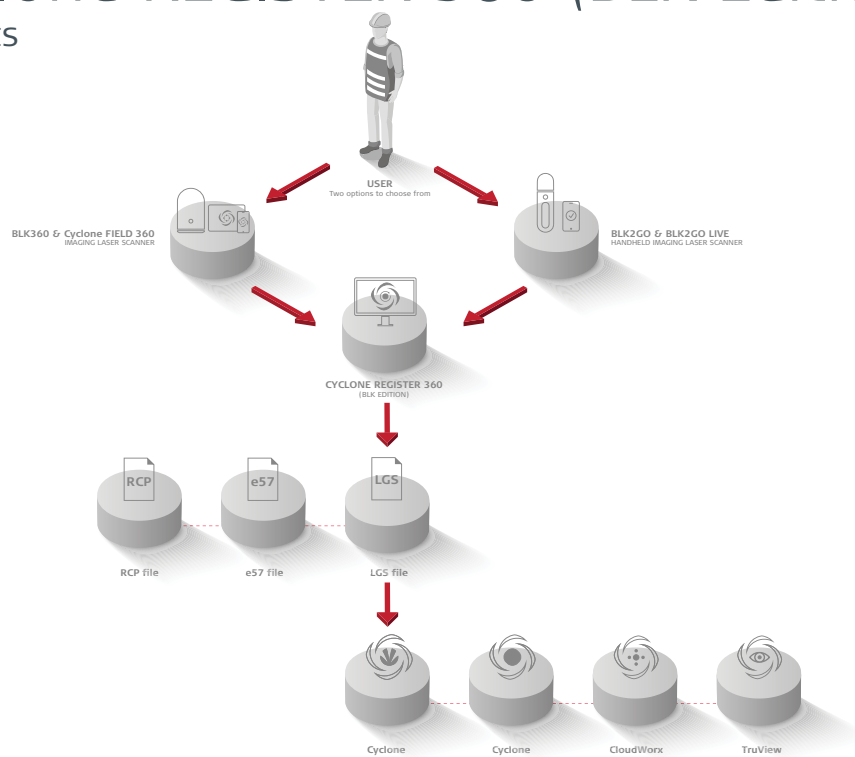 USER
Two options to choose from
BLK360 & Cyclone FIELD 360
IMAGING LASER SCANNER
BLK2GO & BLK2GO LIVE
HANDHELD IMAGING LASER SCANNER
CYCLONE REGISTER 360
(BLK EDITION)
RCP
e57
LGS
RCP file
e57 file
LGS file
Cyclone
Cyclone
CloudWorx
TruView